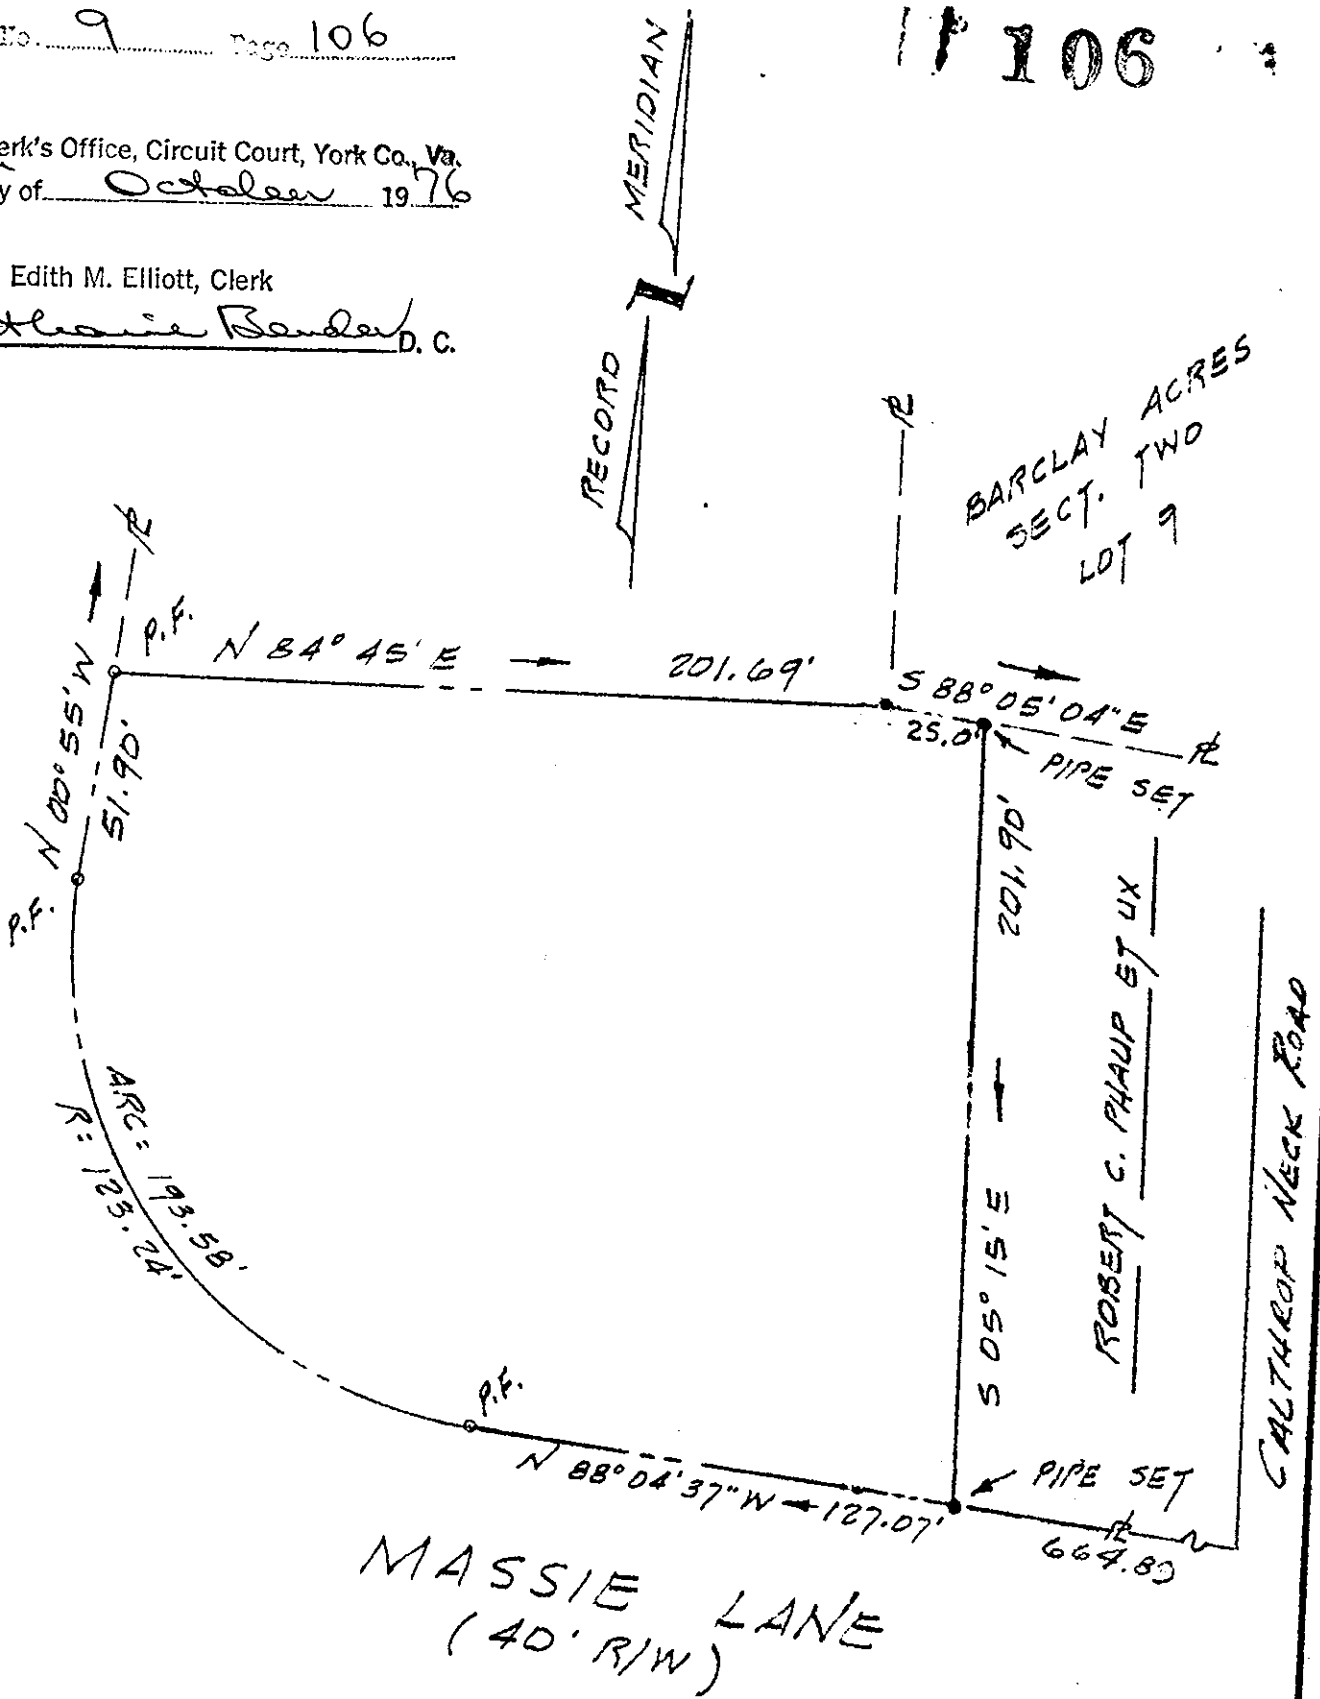 No. 9 Page 106
106
erk's Office, Circuit Court, York Co., Va.
y of October 1976
Edith M. Elliott, Clerk
Bender D. C.
RECORD MERIDIAN
BARCLAY ACRES
SECT. TWO
LOT 9
N 00° 55' W
51.90'
P.F.
P.F.
N 84° 45' E 201.69'
S 88° 05' 04" E
25.0'
PIPE SET
201.90'
S 05° 15' E
ROBERT C. PHAUP ET UX
CALTHROP NECK ROAD
ARC= 193.58'
R= 123.24'
P.F.
N 88° 04' 37" W 127.07'
PIPE SET
MASSIE LANE
(40' R/W)